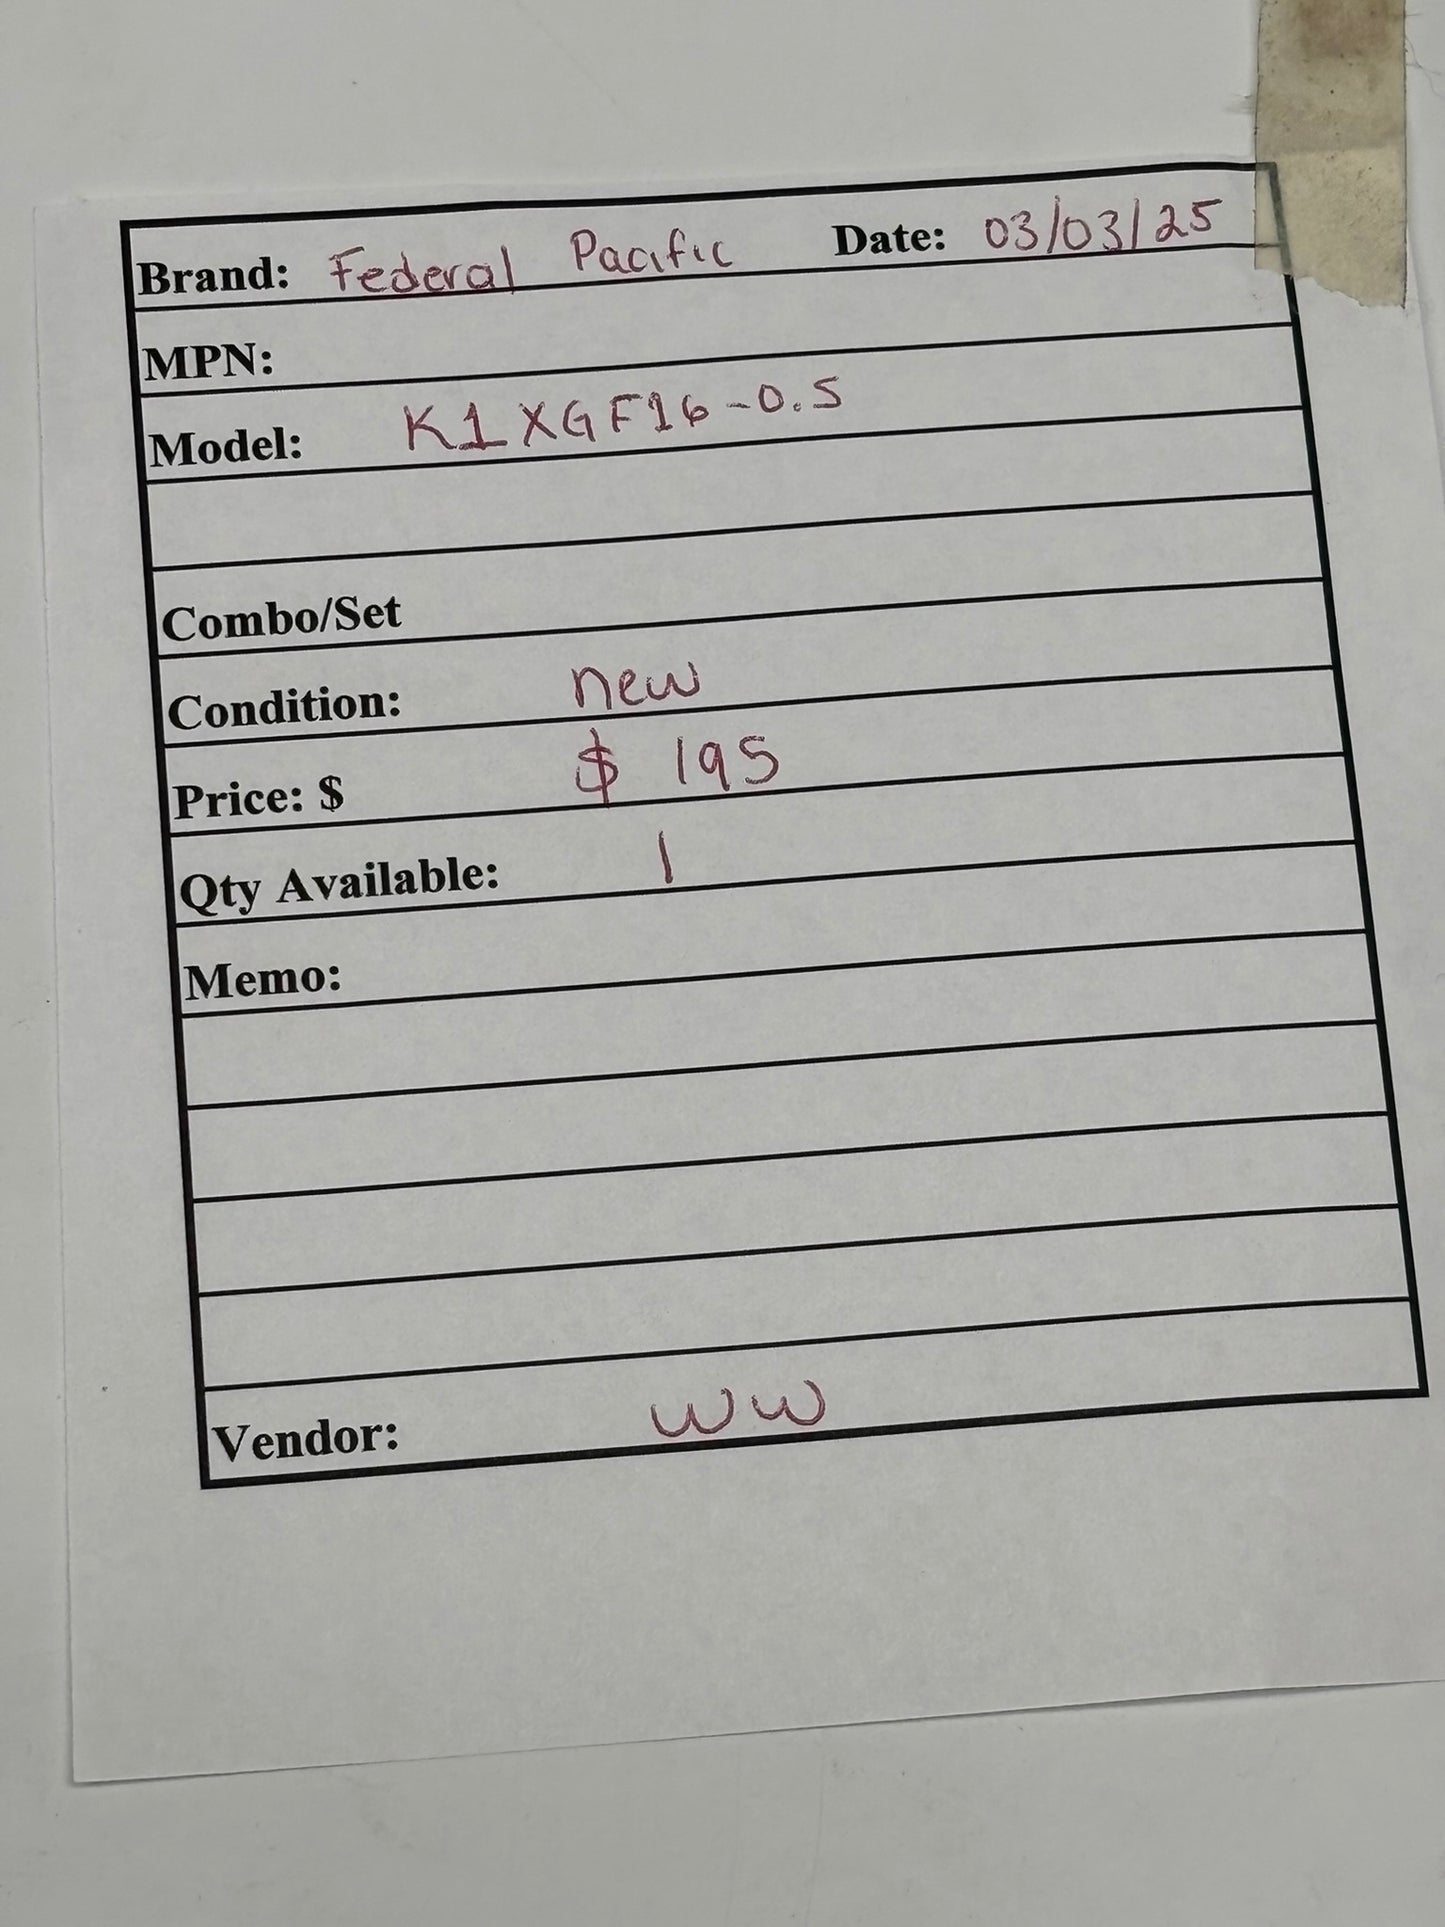 Brand: Federal Pacific Date: 03/03/25
MPN:
Model: K1XGF16-0.5
Combo/Set
Condition: new
Price: $ $ 195
Qty Available: 1
Memo:
Vendor: WW